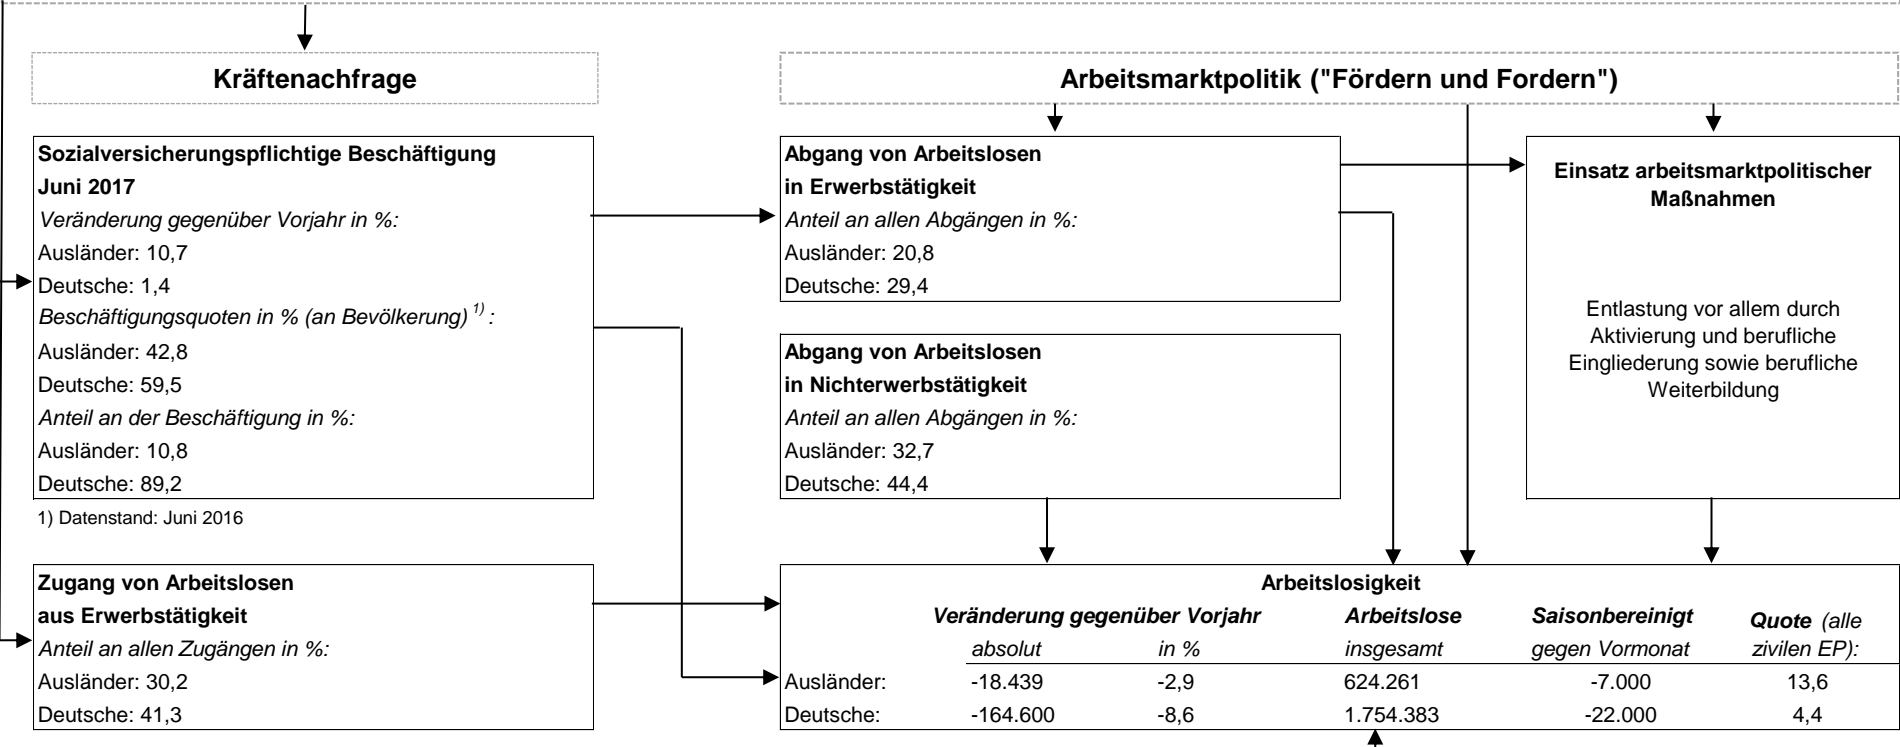 Kräftenachfrage
Arbeitsmarktpolitik ("Fördern und Fordern")
Sozialversicherungspflichtige Beschäftigung
Juni 2017
Veränderung gegenüber Vorjahr in %:
Ausländer: 10,7
Deutsche: 1,4
Beschäftigungsquoten in % (an Bevölkerung) 1) :
Ausländer: 42,8
Deutsche: 59,5
Anteil an der Beschäftigung in %:
Ausländer: 10,8
Deutsche: 89,2
1) Datenstand: Juni 2016
Abgang von Arbeitslosen
in Erwerbstätigkeit
Anteil an allen Abgängen in %:
Ausländer: 20,8
Deutsche: 29,4
Abgang von Arbeitslosen
in Nichterwerbstätigkeit
Anteil an allen Abgängen in %:
Ausländer: 32,7
Deutsche: 44,4
Einsatz arbeitsmarktpolitischer
Maßnahmen
Entlastung vor allem durch
Aktivierung und berufliche
Eingliederung sowie berufliche
Weiterbildung
Zugang von Arbeitslosen
aus Erwerbstätigkeit
Anteil an allen Zugängen in %:
Ausländer: 30,2
Deutsche: 41,3
Arbeitslosigkeit
Veränderung gegenüber Vorjahr Arbeitslose Saisonbereinigt Quote (alle
absolut in % insgesamt gegen Vormonat zivilen EP):
Ausländer: -18.439 -2,9 624.261 -7.000 13,6
Deutsche: -164.600 -8,6 1.754.383 -22.000 4,4